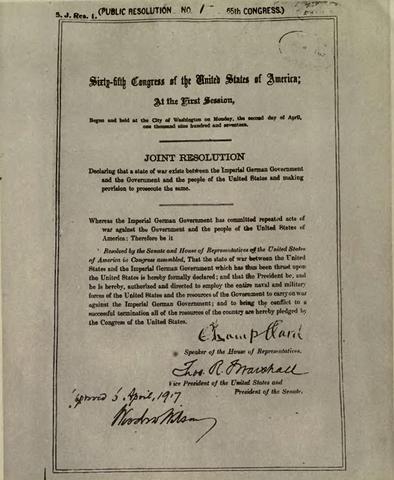 S. J. Res. 1.
(PUBLIC RESOLUTION NO. 1 - 65th CONGRESS.)
Sixty-fifth Congress of the United States of America;
At the First Session,
Begun and held at the City of Washington on Monday, the second day of April,
one thousand nine hundred and seventeen.
JOINT RESOLUTION
Declaring that a state of war exists between the Imperial German Government
and the Government and the people of the United States and making
provision to prosecute the same.
Whereas the Imperial German Government has committed repeated acts of
war against the Government and the people of the United States of
America: Therefore be it
Resolved by the Senate and House of Representatives of the United States
of America in Congress assembled, That the state of war between the United
States and the Imperial German Government which has thus been thrust upon
the United States is hereby formally declared; and that the President be, and
he is hereby, authorized and directed to employ the entire naval and military
forces of the United States and the resources of the Government to carry on war
against the Imperial German Government; and to bring the conflict to a
successful termination all of the resources of the country are hereby pledged by
the Congress of the United States.
Champ Clark
Speaker of the House of Representatives.
Thos. R. Marshall
Vice President of the United States and
President of the Senate.
April, 1917
Woodrow Wilson